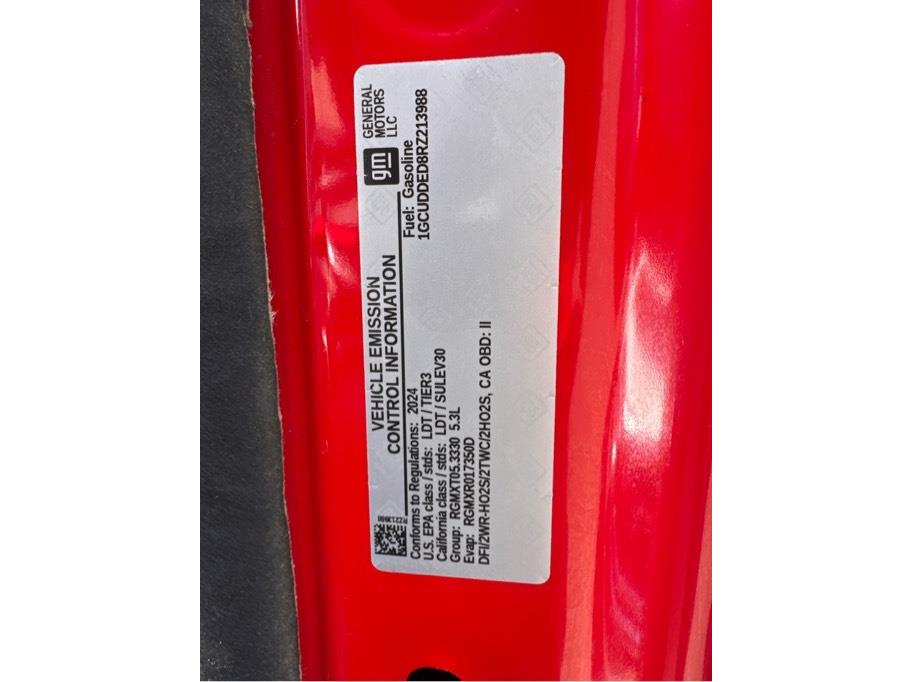 gm
GENERAL
MOTORS
LLC
VEHICLE EMISSION
CONTROL INFORMATION
Fuel: Gasoline
1GCUDDED8RZ213988
RZ213988
Conforms to Regulations: 2024
U.S. EPA class / stds: LDT / TIER3
California class / stds: LDT / SULEV30
Group: RGMXT05.3330 5.3L
Evap: RGMXR017350D
DFI/2WR-HO2S/2TWC/2HO2S, CA OBD: II